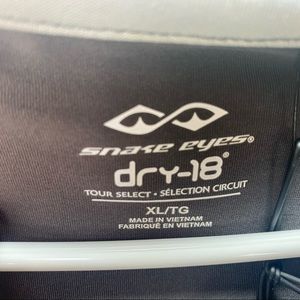 snake eyes®
dry-18®
TOUR SELECT • SÉLECTION CIRCUIT
XL/TG
MADE IN VIETNAM
FABRIQUÉ EN VIETNAM